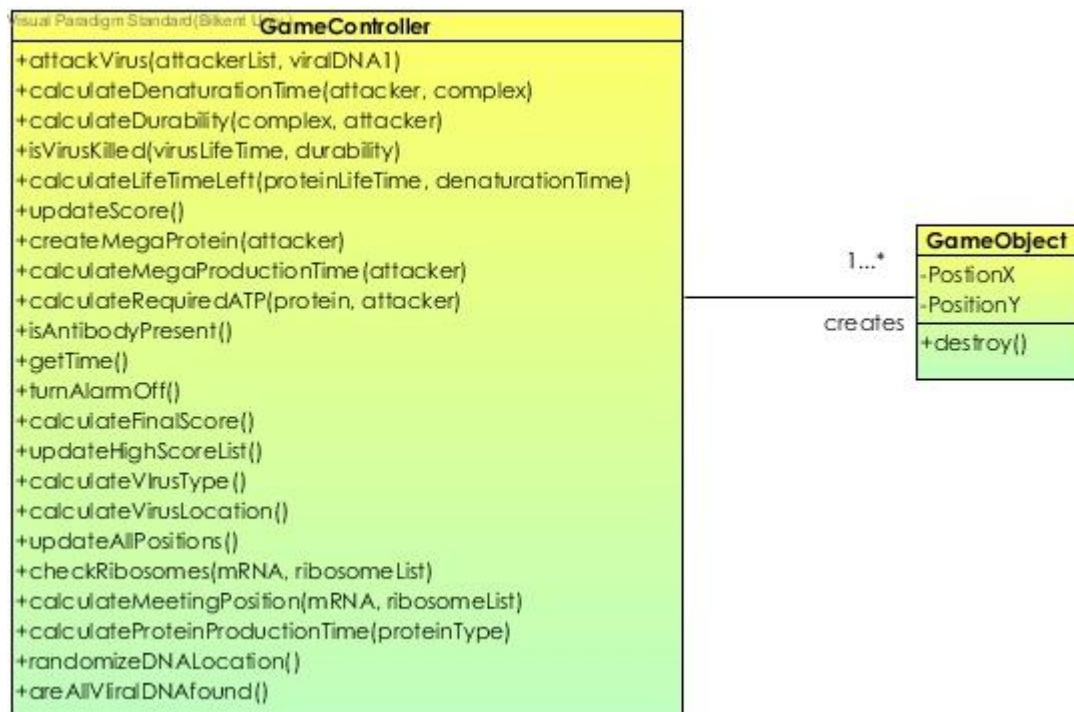 Visual Paradigm Standard(Bilkent
GameController
+attackVirus(attackerList, viralDNA1)
+calculateDenaturationTime(attacker, complex)
+calculateDurability(complex, attacker)
+isVirusKilled(virusLifeTime, durability)
+calculateLifeTimeLeft(proteinLifeTime, denaturationTime)
+updateScore()
+createMegaProtein(attacker)
+calculateMegaProductionTime(attacker)
+calculateRequiredATP(protein, attacker)
+isAntibodyPresent()
+getTime()
+turnAlarmOff()
+calculateFinalScore()
+updateHighScoreList()
+calculateVIrusType()
+calculateVirusLocation()
+updateAllPositions()
+checkRibosomes(mRNA, ribosomeList)
+calculateMeetingPosition(mRNA, ribosomeList)
+calculateProteinProductionTime(proteinType)
+randomizeDNALocation()
+areAllVIiralDNAfound()
1...*
creates
GameObject
-PostionX
-PositionY
+destroy()